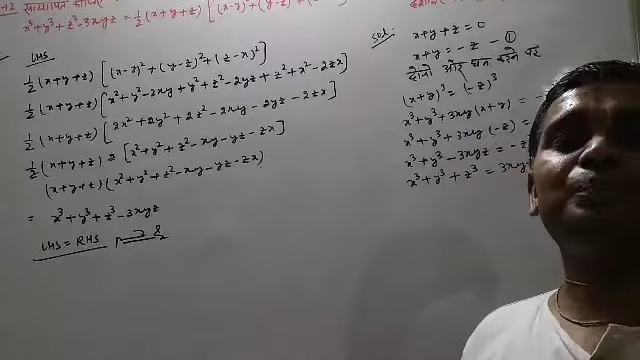 -12 सत्यापित कीजिए
x³+y³+z³-3xyz = 1/2 (x+y+z) [(x-y)²+(y-z)²+(
LHS
1/2 (x+y+z) [(x-z)²+(y-z)²+(z-x)²]
1/2 (x+y+z) [x²+y²-2xy+y²+z²-2yz+z²+x²-2zx]
1/2 (x+y+z) [2x²+2y²+2z²-2xy-2yz-2zx]
1/2 (x+y+z) 2 [x²+y²+z²-xy-yz-zx]
(x+y+z) (x²+y²+z²-xy-yz-zx)
= x³+y³+z³-3xyz
LHS = RHS
Sol:
x+y+z=0
x+y = -z - ①
दोनो ओर घन करने पर
(x+y)³ = (-z)³
x³+y³+3xy(x+y) = -
x³+y³+3xy(-z) =
x³+y³-3xyz = -z
x³+y³+z³ = 3xy